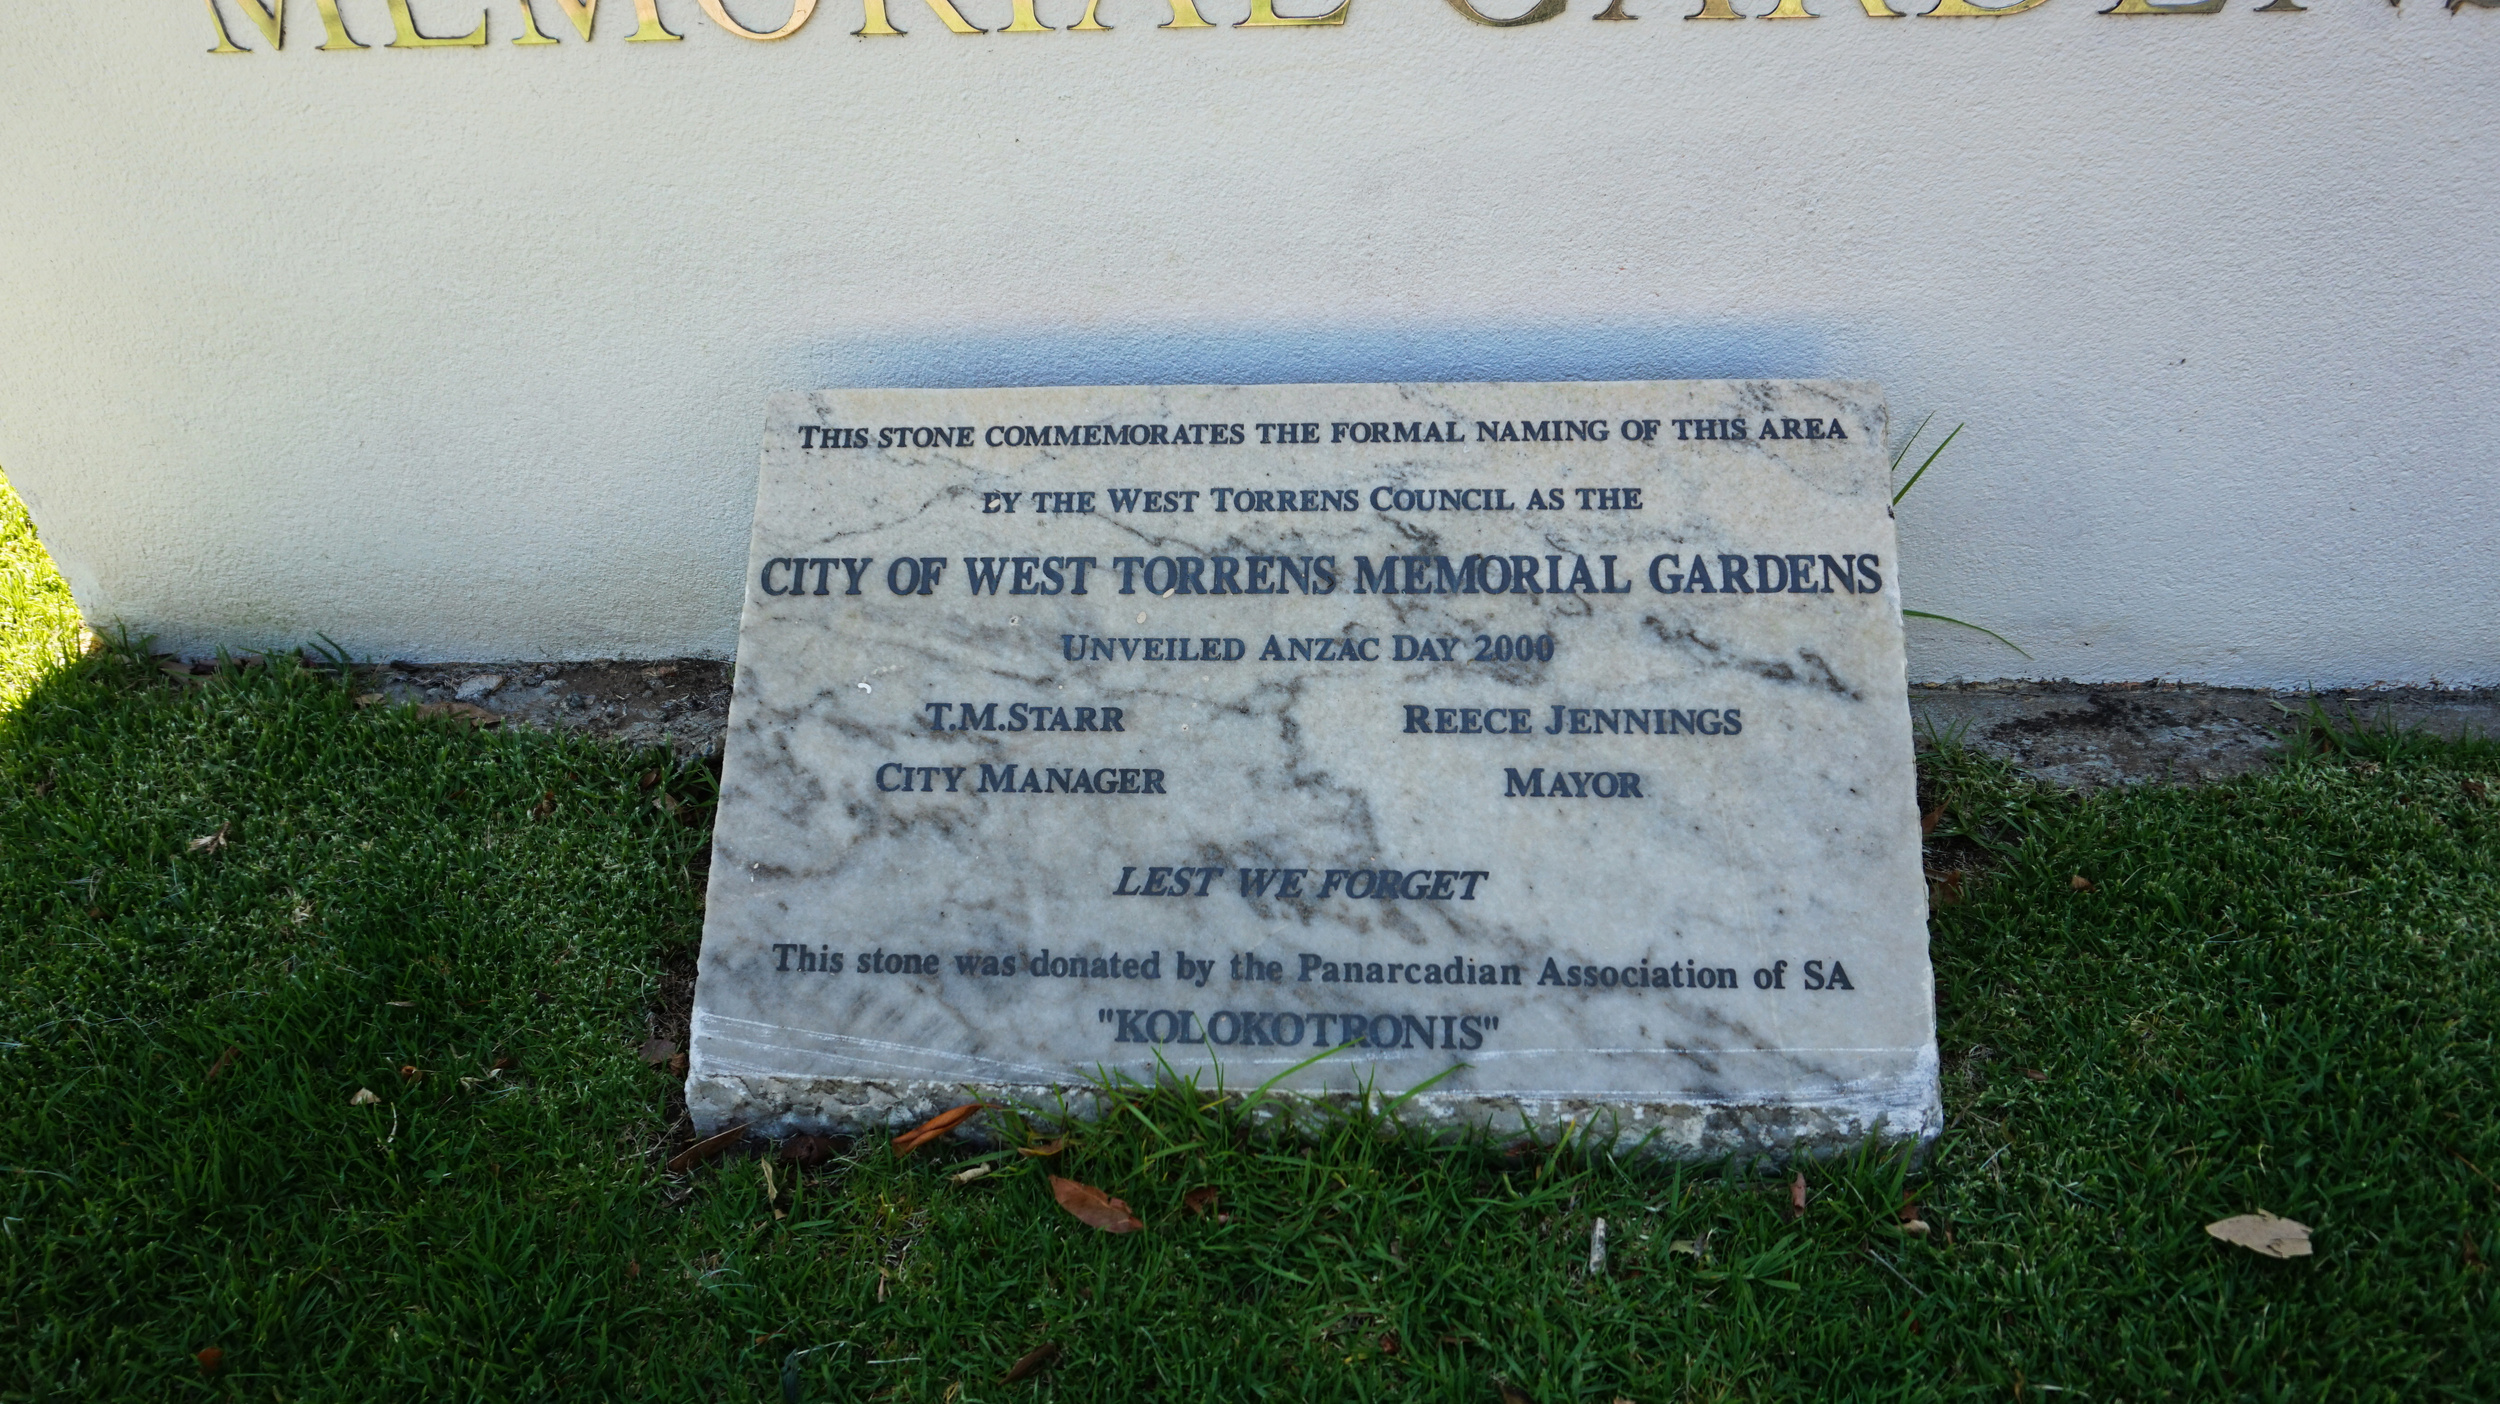 MEMORIAL GARDENS
THIS STONE COMMEMORATES THE FORMAL NAMING OF THIS AREA
BY THE WEST TORRENS COUNCIL AS THE
CITY OF WEST TORRENS MEMORIAL GARDENS
UNVEILED ANZAC DAY 2000
T.M.STARR REECE JENNINGS
CITY MANAGER MAYOR
LEST WE FORGET
This stone was donated by the Panarcadian Association of SA
"KOLOKOTRONIS"